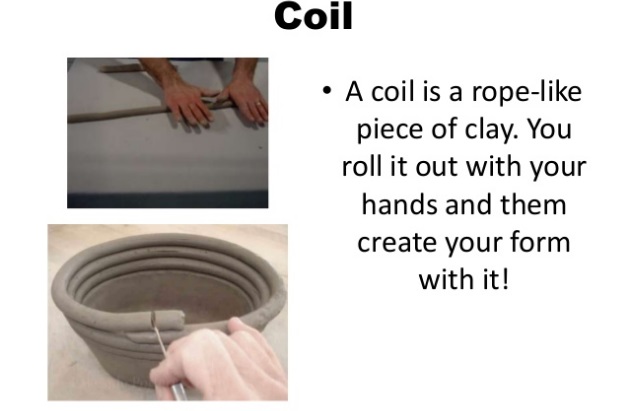 Coil
• A coil is a rope-like
piece of clay. You
roll it out with your
hands and them
create your form
with it!